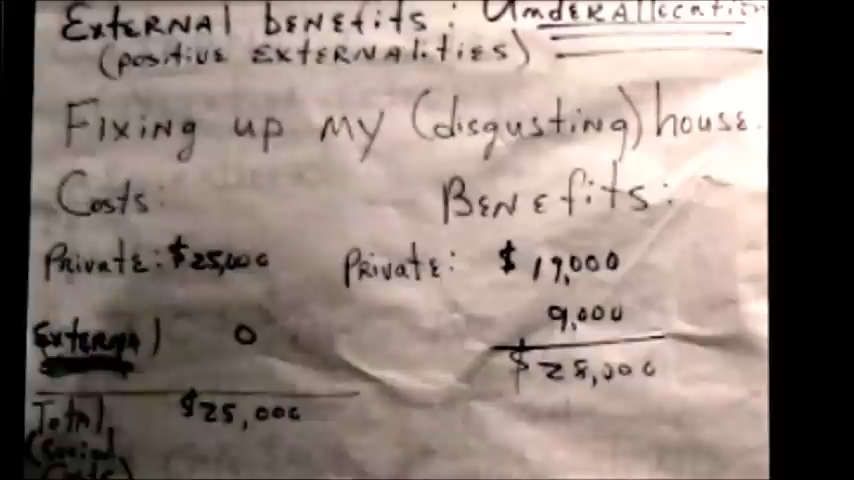 External benefits: Underallocation
(positive externalities)
Fixing up my (disgusting) house.
Costs: Benefits:
Private: $25,000 Private: $19,000
External 0 9,000
$28,000
Total $25,000
(Social
Costs)